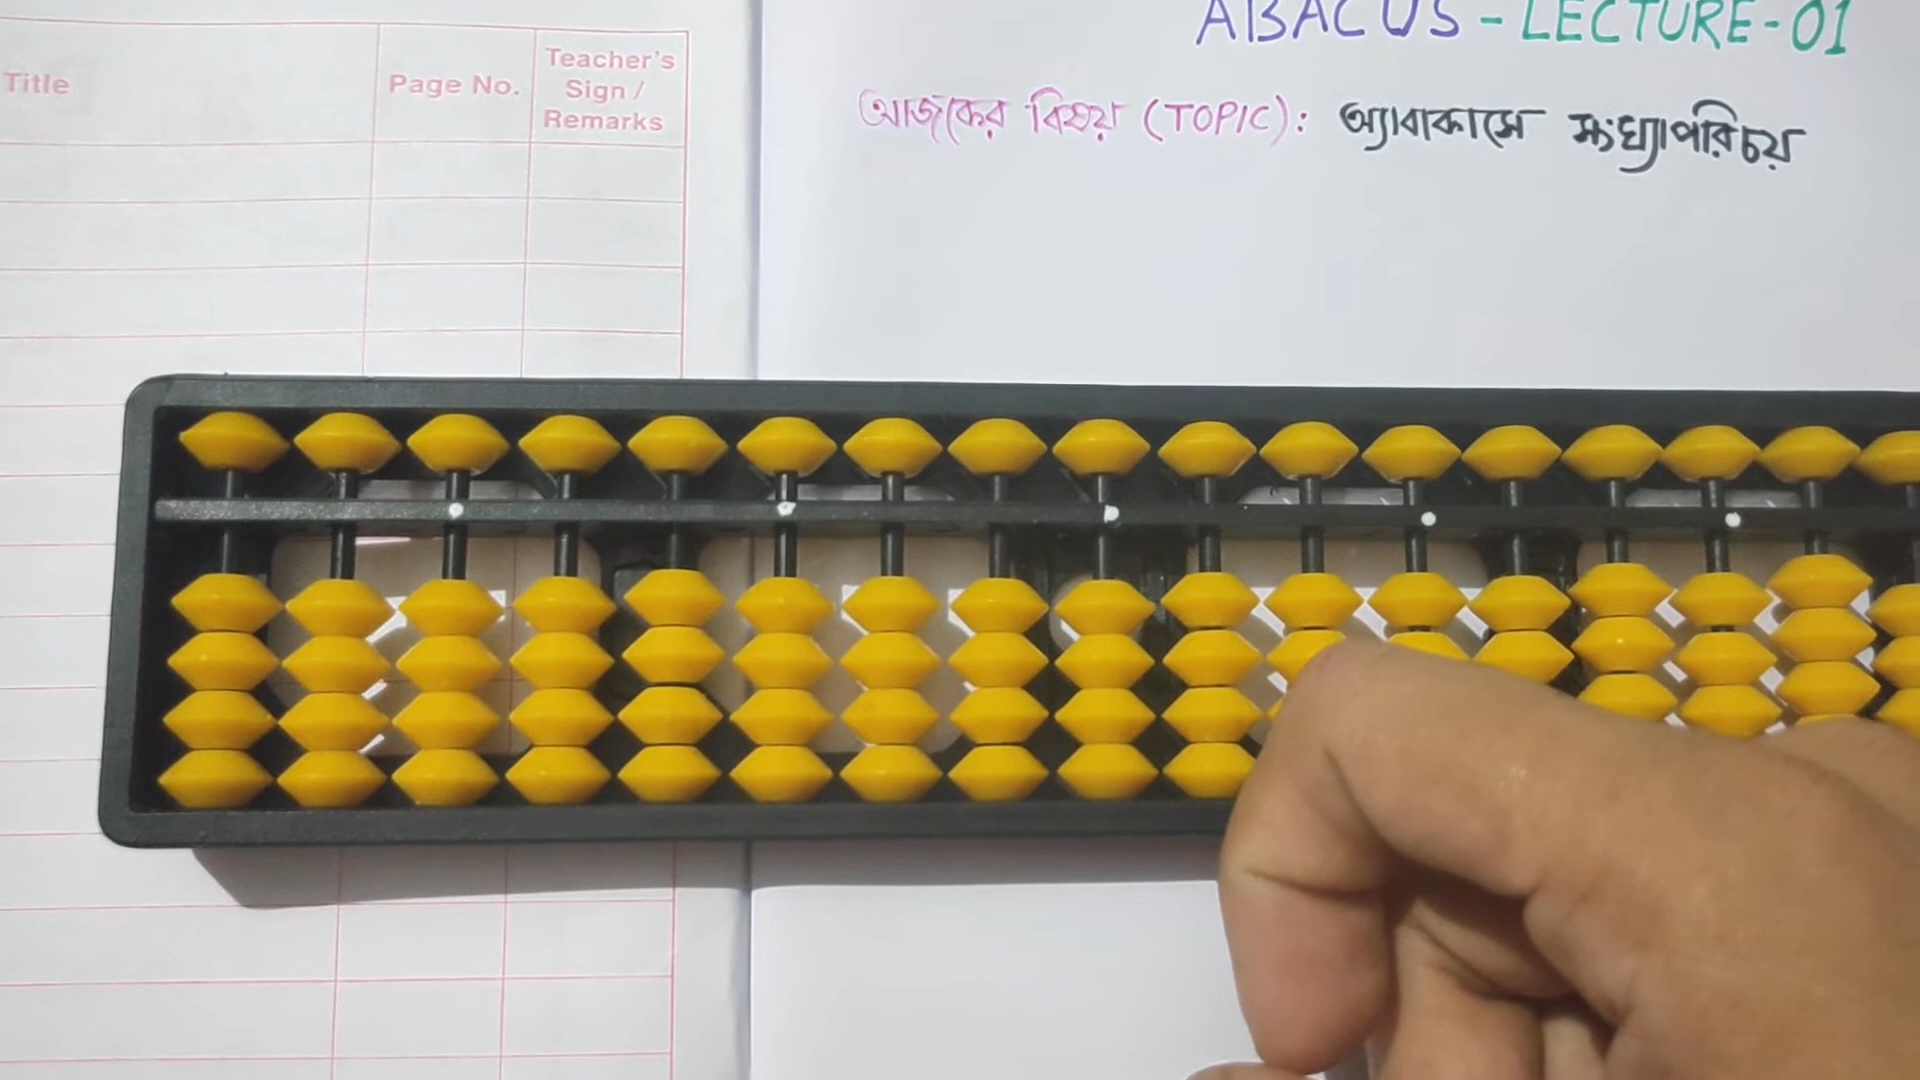 ABACUS - LECTURE-01
আজকের বিষয় (TOPIC): অ্যাবাকাসে সংখ্যাপরিচয়
Title
Page No.
Teacher's
Sign /
Remarks